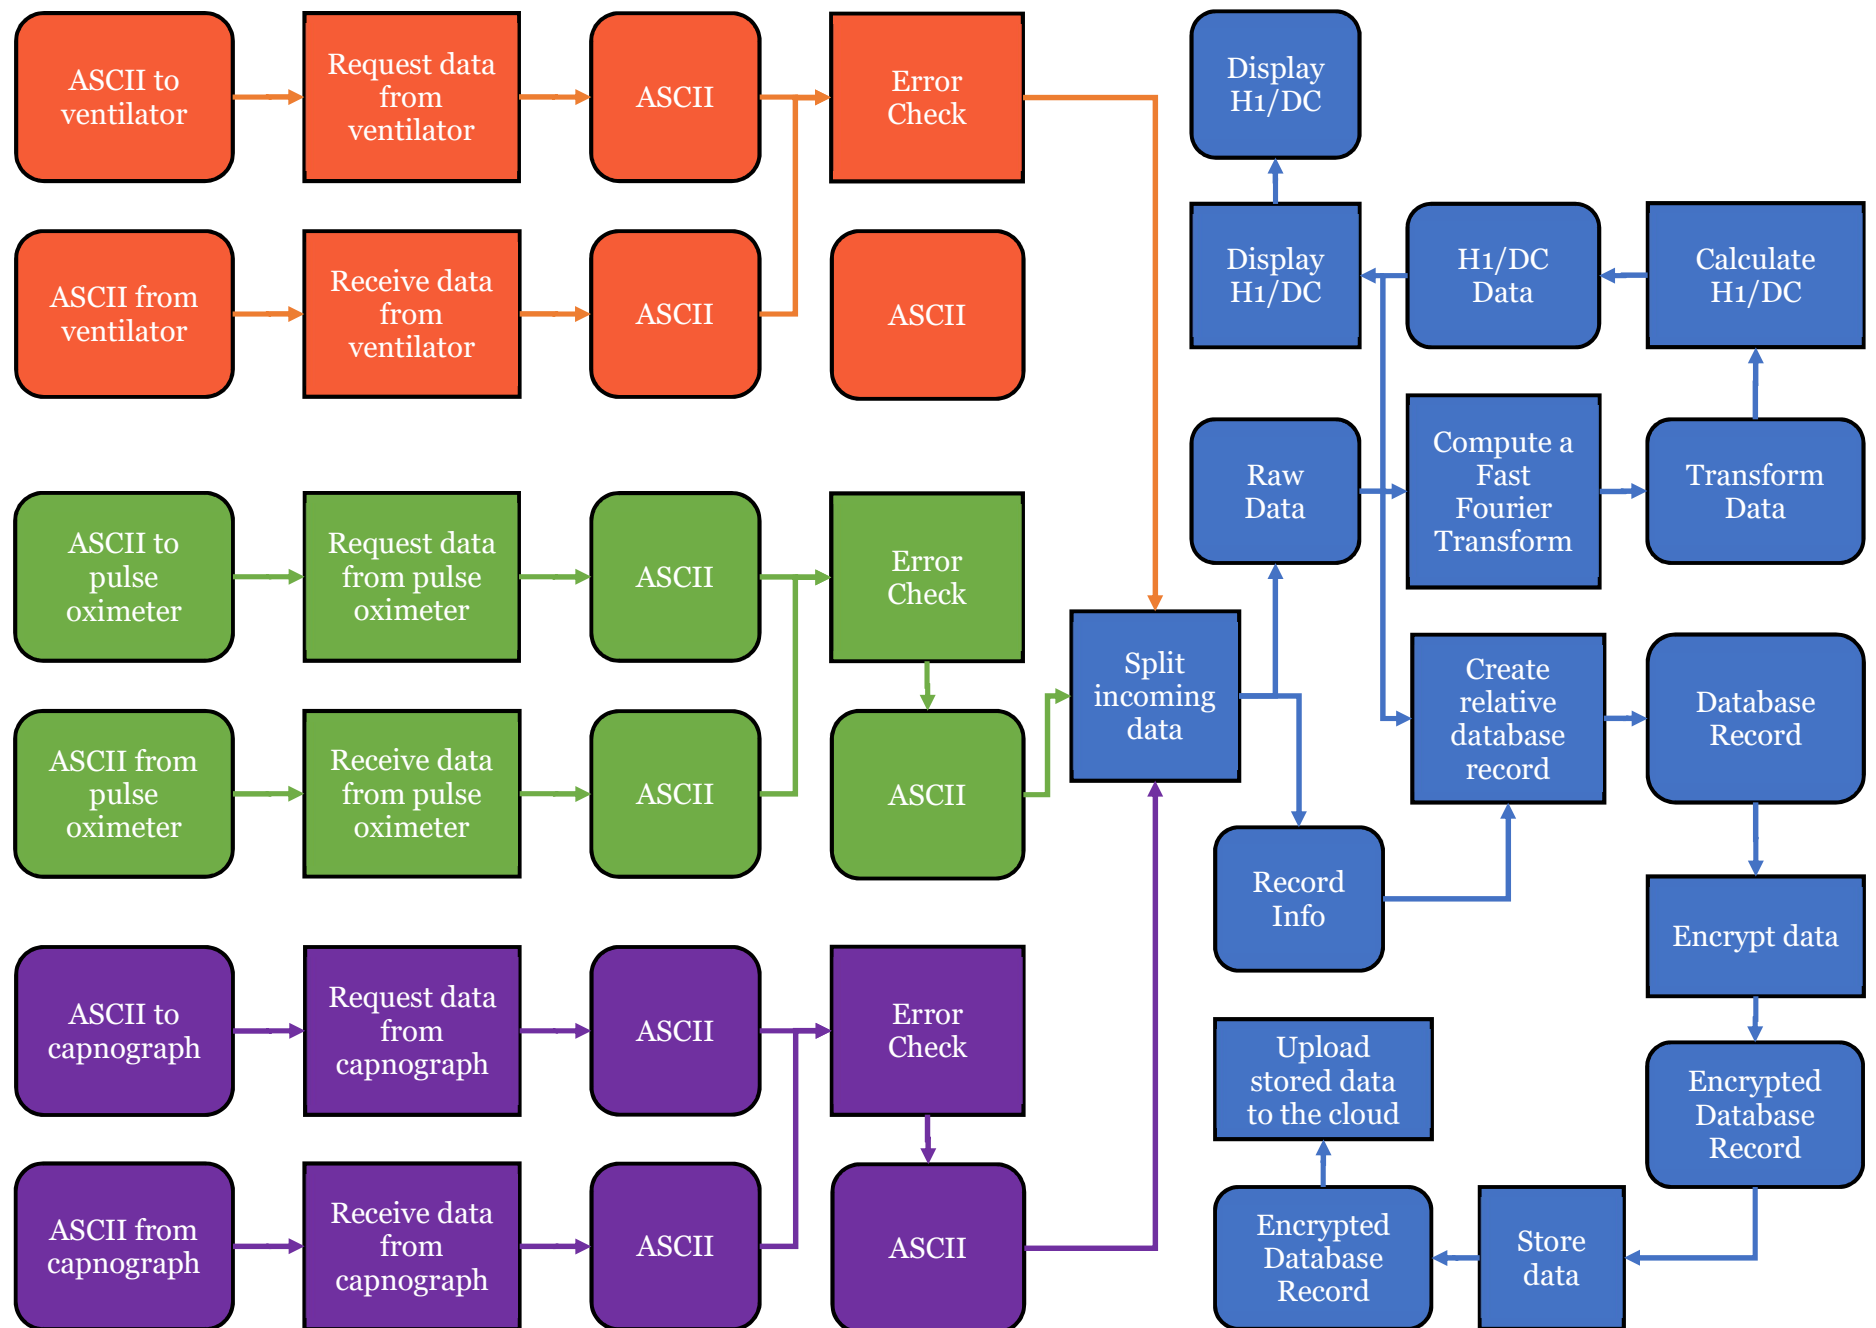 ASCII to
ventilator
Request data
from
ventilator
ASCII
Error
Check
ASCII from
ventilator
Receive data
from
ventilator
ASCII
ASCII
ASCII to
pulse
oximeter
Request data
from pulse
oximeter
ASCII
Error
Check
ASCII from
pulse
oximeter
Receive data
from pulse
oximeter
ASCII
ASCII
ASCII to
capnograph
Request data
from
capnograph
ASCII
Error
Check
ASCII from
capnograph
Receive data
from
capnograph
ASCII
ASCII
Split
incoming
data
Display
H1/DC
Display
H1/DC
H1/DC
Data
Calculate
H1/DC
Raw
Data
Compute a
Fast
Fourier
Transform
Transform
Data
Create
relative
database
record
Database
Record
Record
Info
Encrypt data
Upload
stored data
to the cloud
Encrypted
Database
Record
Encrypted
Database
Record
Store
data